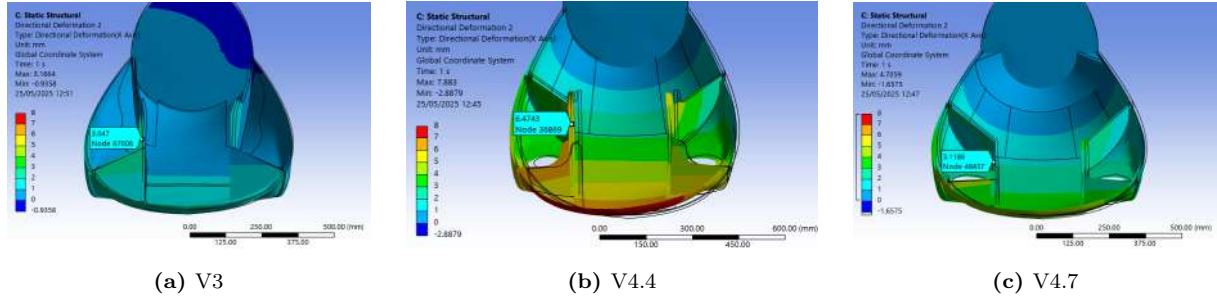 C: Static Structural
Directional Deformation 2
Type: Directional Deformation(X Axis)
Unit: mm
Global Coordinate System
Time: 1 s
Max: 3.1684
Min: -0.9358
25/05/2025 12:51
8
7
6
5
4
3
2
1
0
-0.9358
3.047
Node 67606
0.00
250.00
500.00 (mm)
125.00
375.00
(a) V3
C: Static Structural
Directional Deformation 2
Type: Directional Deformation(X Axis)
Unit: mm
Global Coordinate System
Time: 1 s
Max: 7.883
Min: -2.8879
25/05/2025 12:45
8
7
6
5
4
3
2
1
0
-2.8879
6.4743
Node 36869
0.00
300.00
600.00 (mm)
150.00
450.00
(b) V4.4
C: Static Structural
Directional Deformation 2
Type: Directional Deformation(X Axis)
Unit: mm
Global Coordinate System
Time: 1 s
Max: 4.7059
Min: -1.6575
25/05/2025 12:47
8
7
6
5
4
3
2
1
0
-1.6575
3.1186
0.00
250.00
500.00 (mm)
125.00
375.00
(c) V4.7